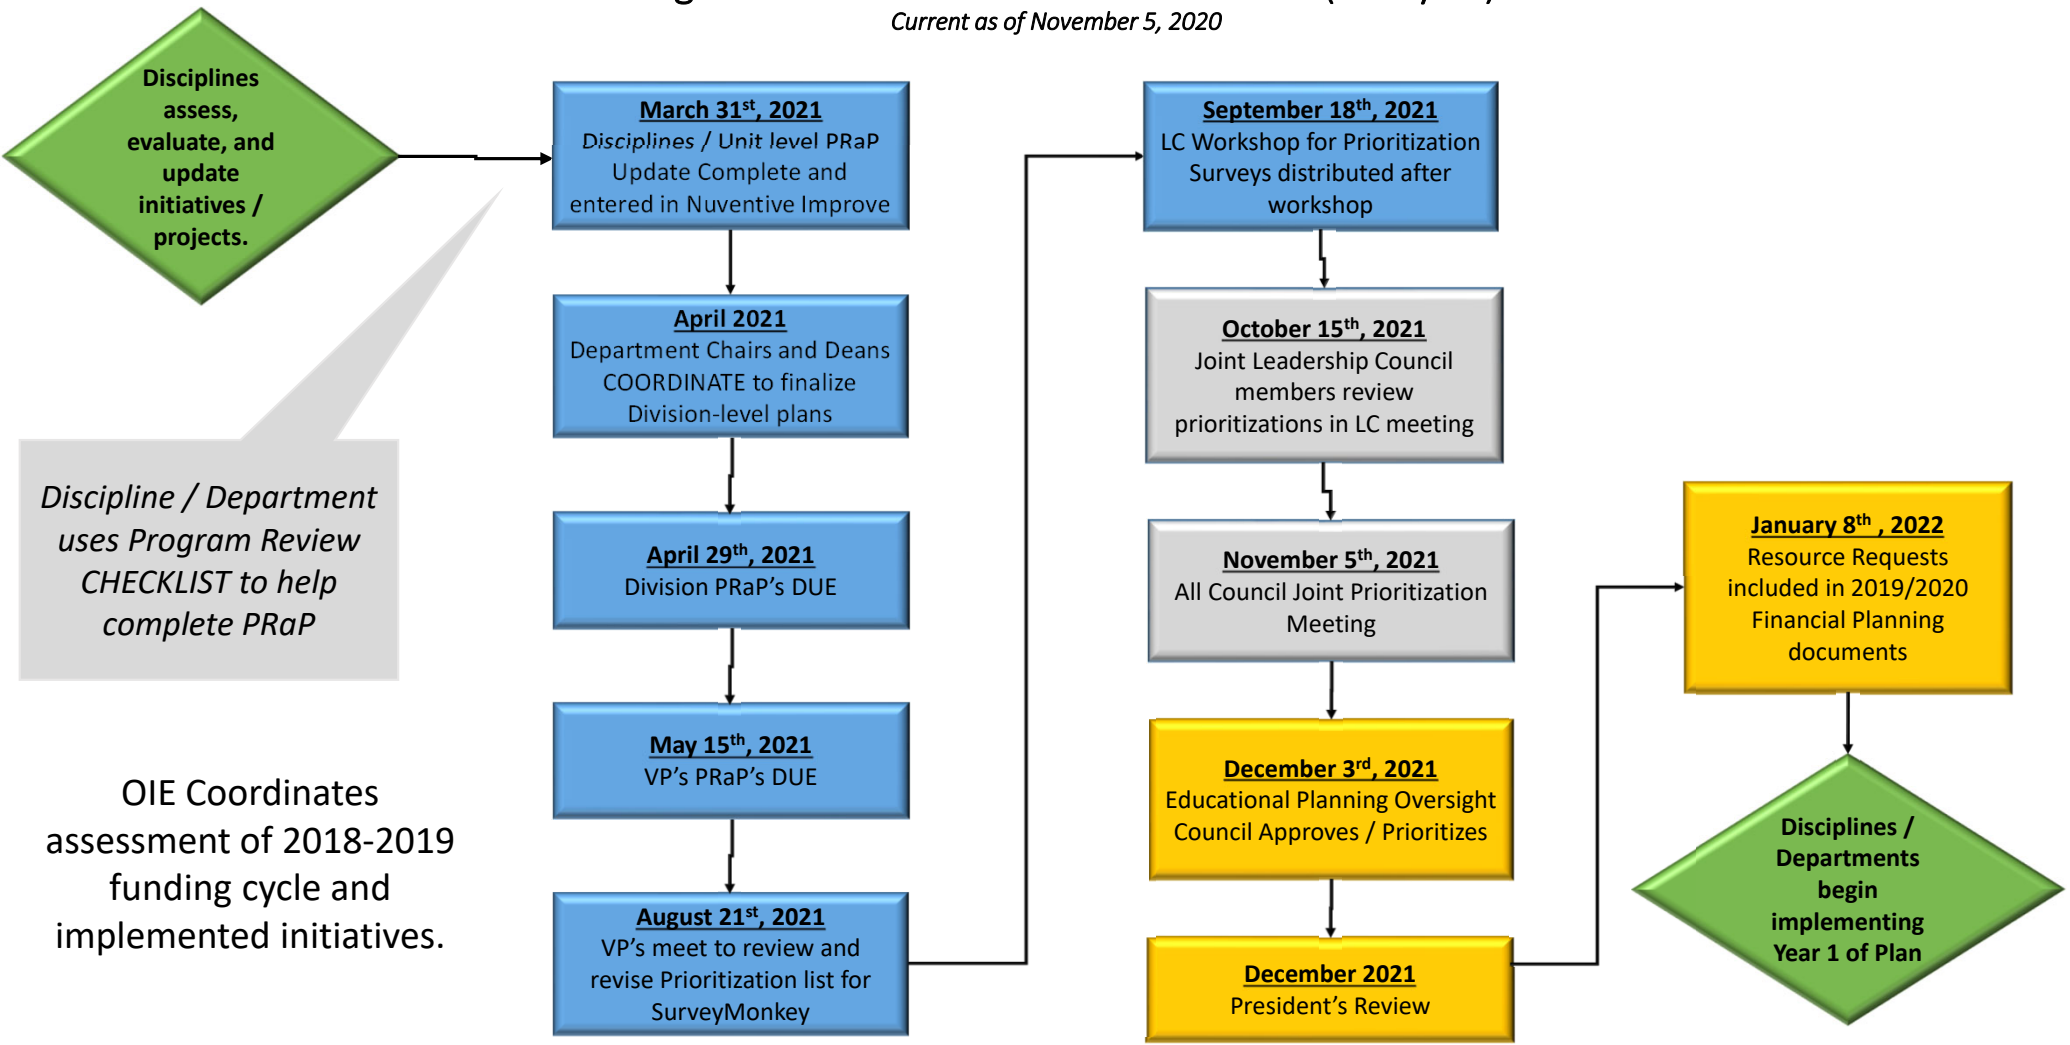 Current as of November 5, 2020
Disciplines
assess,
evaluate, and
update
initiatives /
projects.
Discipline / Department
uses Program Review
CHECKLIST to help
complete PRaP
OIE Coordinates
assessment of 2018-2019
funding cycle and
implemented initiatives.
March 31st, 2021
Disciplines / Unit level PRaP
Update Complete and
entered in Nuventive Improve
April 2021
Department Chairs and Deans
COORDINATE to finalize
Division-level plans
April 29th, 2021
Division PRaP’s DUE
May 15th, 2021
VP’s PRaP’s DUE
August 21st, 2021
VP’s meet to review and
revise Prioritization list for
SurveyMonkey
September 18th, 2021
LC Workshop for Prioritization
Surveys distributed after
workshop
October 15th, 2021
Joint Leadership Council
members review
prioritizations in LC meeting
November 5th, 2021
All Council Joint Prioritization
Meeting
December 3rd, 2021
Educational Planning Oversight
Council Approves / Prioritizes
December 2021
President’s Review
January 8th , 2022
Resource Requests
included in 2019/2020
Financial Planning
documents
Disciplines /
Departments
begin
implementing
Year 1 of Plan